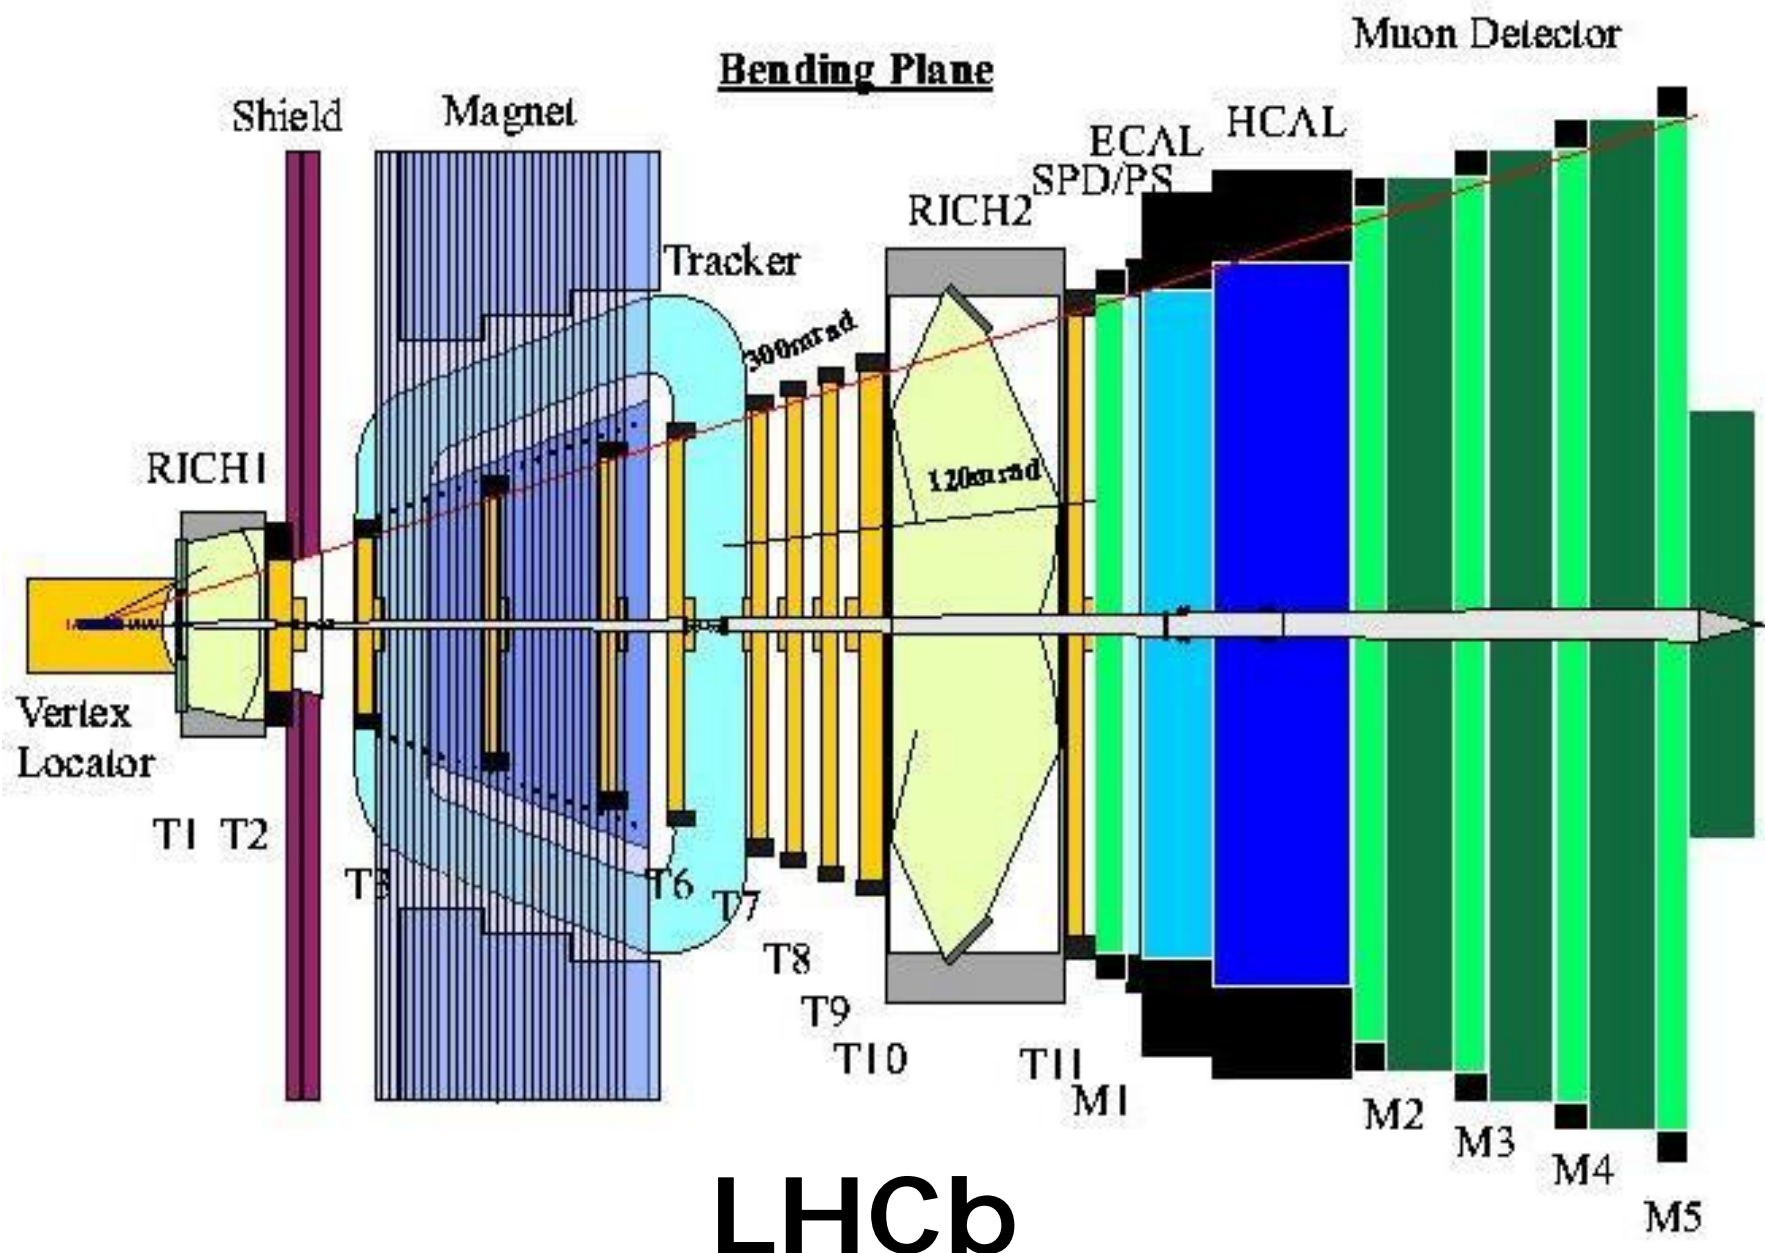 Muon Detector
Bending Plane
Shield
Magnet
ECAL
HCAL
SPD/PS
RICH2
Tracker
300mrad
RICH1
120mrad
Vertex
Locator
T1 T2
T3
T6
T7
T8
T9
T10
T11
M1
M2
M3
M4
M5
LHCb